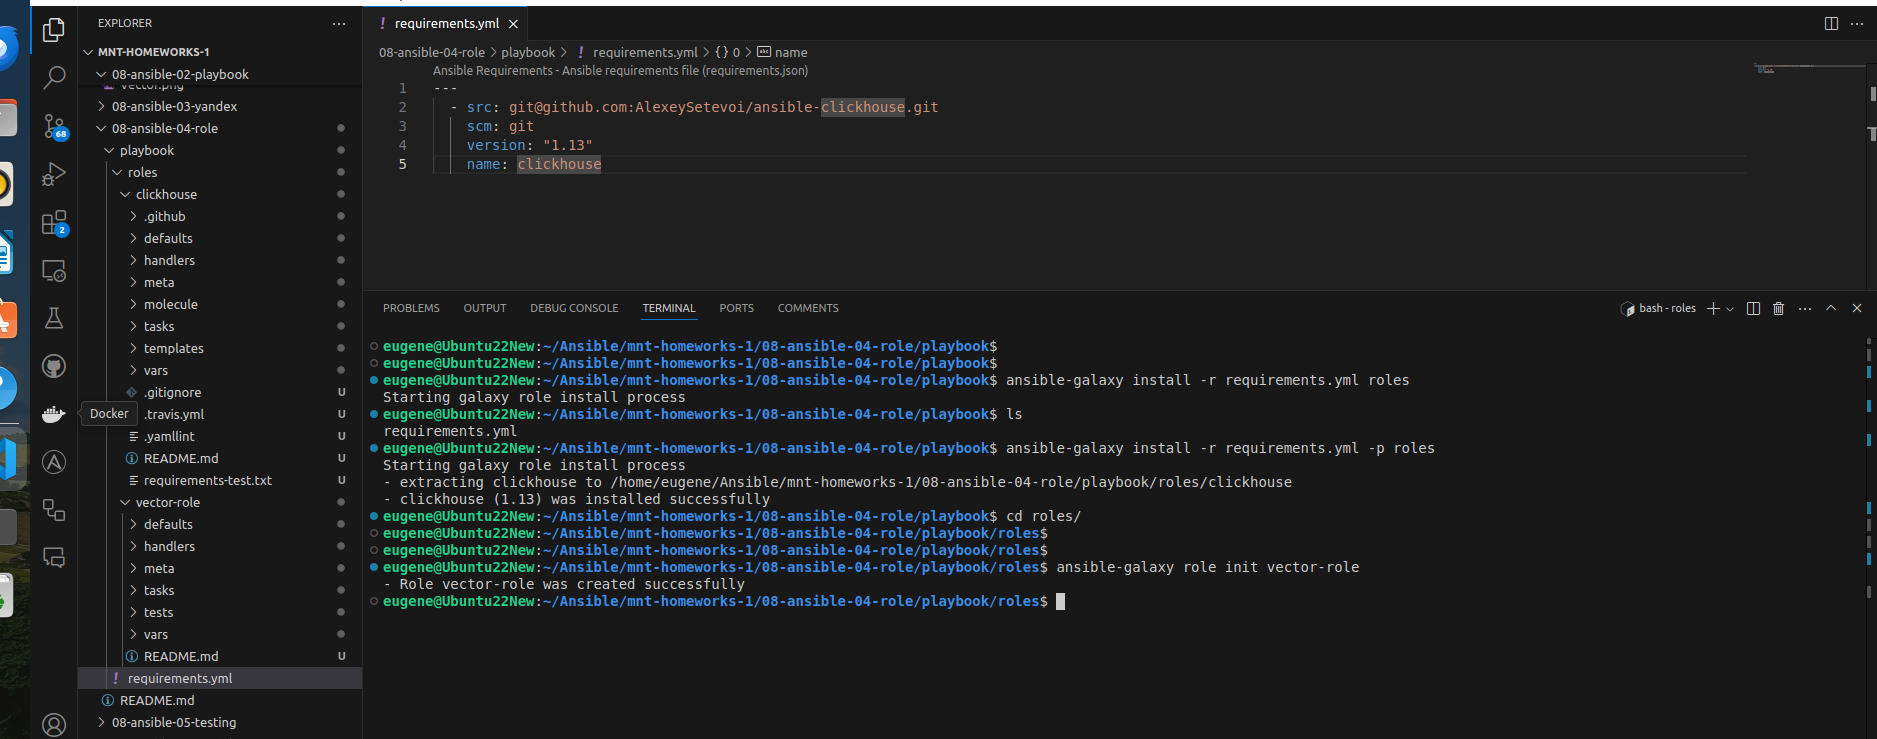 EXPLORER
MNT-HOMEWORKS-1
08-ansible-02-playbook
vector.png
08-ansible-03-yandex
08-ansible-04-role
playbook
roles
clickhouse
.github
defaults
handlers
meta
molecule
tasks
templates
vars
.gitignore U
.travis.yml U
.yamllint U
README.md U
requirements-test.txt U
vector-role
defaults
handlers
meta
tasks
tests
vars
README.md U
! requirements.yml
README.md
08-ansible-05-testing
68
2
Docker
! requirements.yml
08-ansible-04-role > playbook > ! requirements.yml > {} 0 > abc name
Ansible Requirements - Ansible requirements file (requirements.json)
1 ---
2 - src: git@github.com:AlexeySetevoi/ansible-clickhouse.git
3 scm: git
4 version: "1.13"
5 name: clickhouse
PROBLEMS OUTPUT DEBUG CONSOLE TERMINAL PORTS COMMENTS
bash - roles
eugene@Ubuntu22New:~/Ansible/mnt-homeworks-1/08-ansible-04-role/playbook$
eugene@Ubuntu22New:~/Ansible/mnt-homeworks-1/08-ansible-04-role/playbook$
eugene@Ubuntu22New:~/Ansible/mnt-homeworks-1/08-ansible-04-role/playbook$ ansible-galaxy install -r requirements.yml roles
Starting galaxy role install process
eugene@Ubuntu22New:~/Ansible/mnt-homeworks-1/08-ansible-04-role/playbook$ ls
requirements.yml
eugene@Ubuntu22New:~/Ansible/mnt-homeworks-1/08-ansible-04-role/playbook$ ansible-galaxy install -r requirements.yml -p roles
Starting galaxy role install process
- extracting clickhouse to /home/eugene/Ansible/mnt-homeworks-1/08-ansible-04-role/playbook/roles/clickhouse
- clickhouse (1.13) was installed successfully
eugene@Ubuntu22New:~/Ansible/mnt-homeworks-1/08-ansible-04-role/playbook$ cd roles/
eugene@Ubuntu22New:~/Ansible/mnt-homeworks-1/08-ansible-04-role/playbook/roles$
eugene@Ubuntu22New:~/Ansible/mnt-homeworks-1/08-ansible-04-role/playbook/roles$
eugene@Ubuntu22New:~/Ansible/mnt-homeworks-1/08-ansible-04-role/playbook/roles$ ansible-galaxy role init vector-role
- Role vector-role was created successfully
eugene@Ubuntu22New:~/Ansible/mnt-homeworks-1/08-ansible-04-role/playbook/roles$